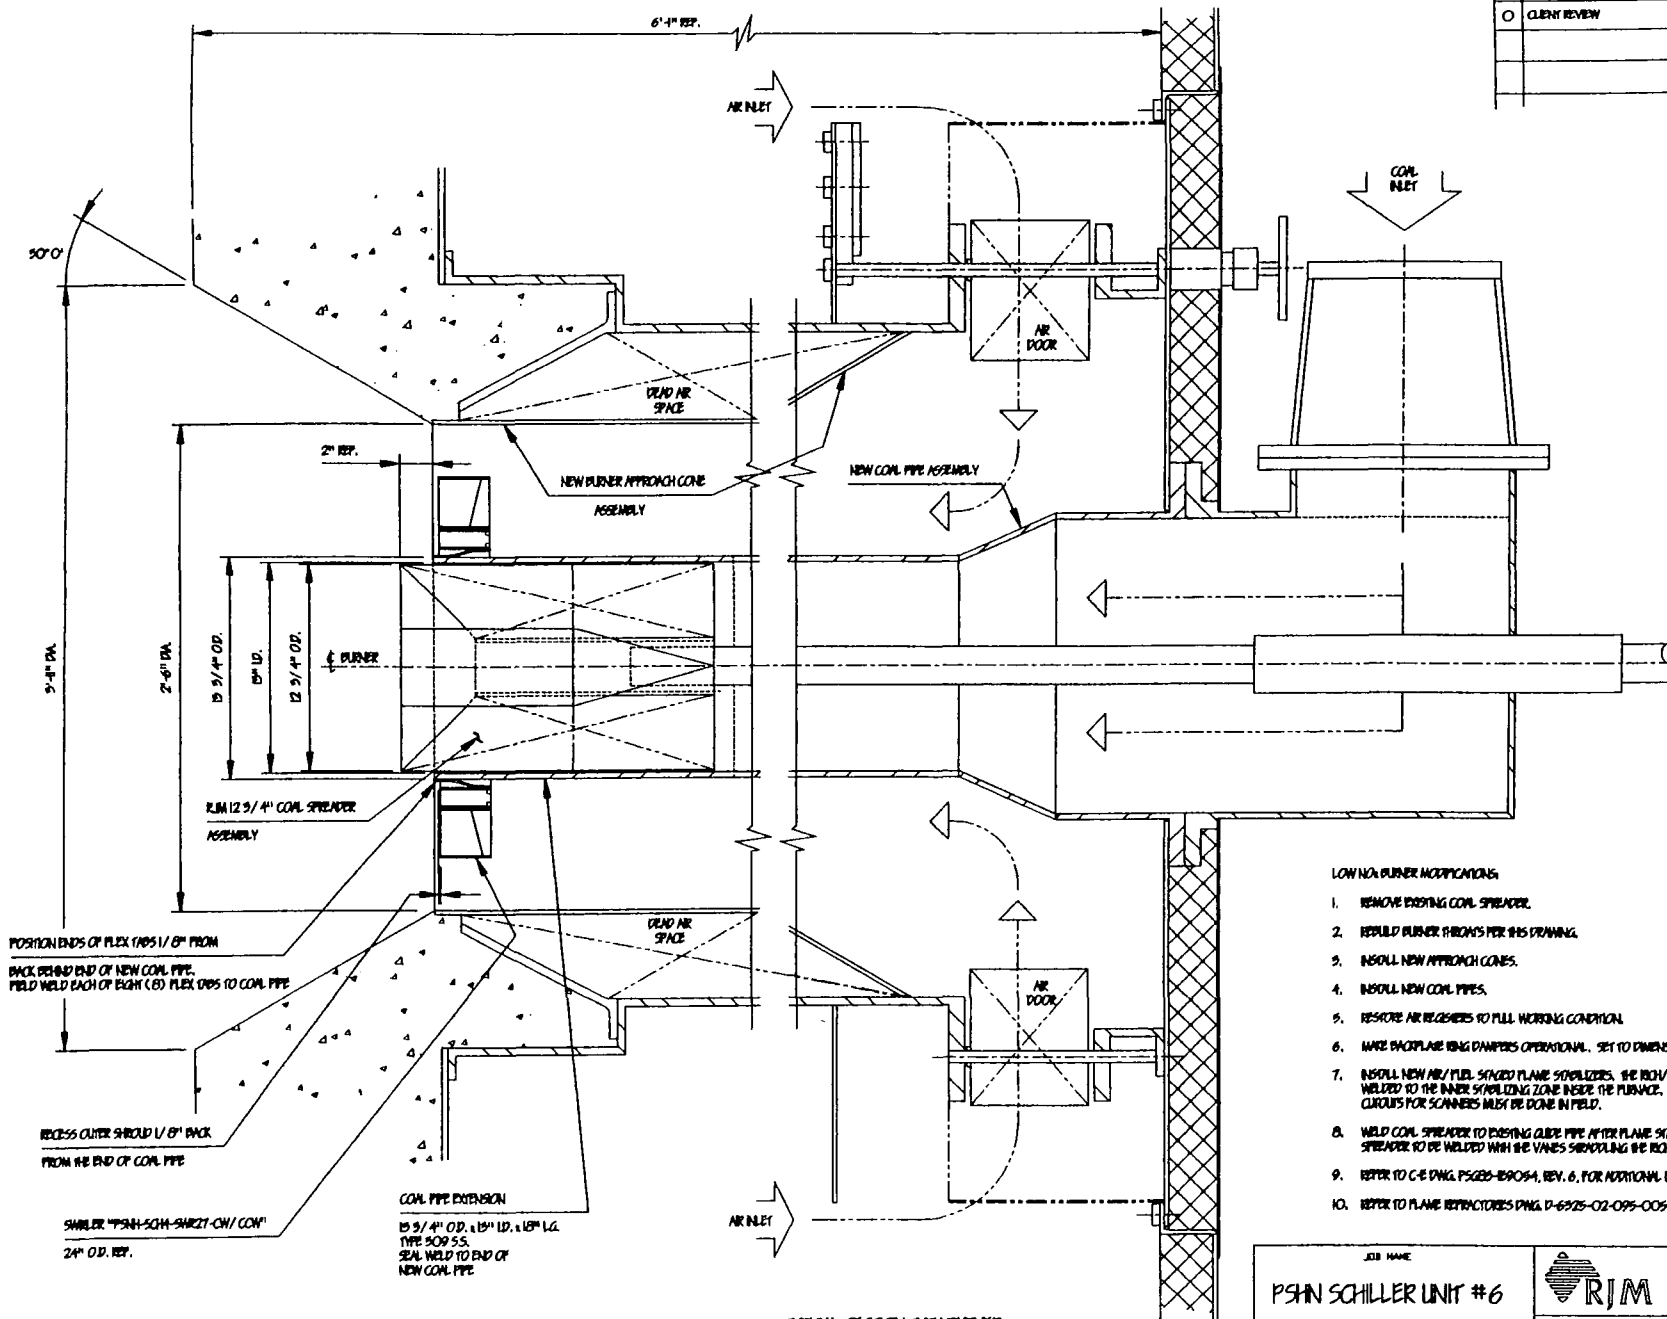 6'-1" REF.
O CLIENT REVIEW
AIR INLET
COAL
INLET
30°0'
AIR
DOOR
DEAD AIR
SPACE
2" REF.
NEW BURNER APPROACH CONE
ASSEMBLY
NEW COAL PIPE ASSEMBLY
DIA.
2'-6" DIA.
13 3/4" O.D.
13" I.D.
12 3/4" O.D.
℄ BURNER
RJM 12 3/4" COAL SPREADER
ASSEMBLY
POSITION ENDS OF FLEX TABS 1/8" FROM
BACK BEHIND END OF NEW COAL PIPE.
FIELD WELD EACH OF EIGHT (8) FLEX TABS TO COAL PIPE
DEAD AIR
SPACE
AIR
DOOR
RECESS OUTER SHROUD 1/8" BACK
FROM THE END OF COAL PIPE
SWIRLER "PSNH-SCH4-SWR27-CW/CCW"
24" O.D. REF.
COAL PIPE EXTENSION
13 3/4" O.D. x 13" I.D. x 18" LG.
TYPE 309 S.S.
SEAL WELD TO END OF
NEW COAL PIPE
AIR INLET
LOW NOx BURNER MODIFICATIONS:
1. REMOVE EXISTING COAL SPREADER.
2. REBUILD BURNER THROATS PER THIS DRAWING.
3. INSTALL NEW APPROACH CONES.
4. INSTALL NEW COAL PIPES.
5. RESTORE AIR REGISTERS TO FULL WORKING CONDITION.
6. MAKE BACKPLATE RING DAMPERS OPERATIONAL. SET TO
7. INSTALL NEW AIR/FUEL STAGED FLAME STABILIZERS. THE
WELDED TO THE INNER STABILIZING ZONE INSIDE THE FURNACE.
CUTOUTS FOR SCANNERS MUST BE DONE IN FIELD.
8. WELD COAL SPREADER TO EXISTING GUIDE PIPE AFTER FLAME
SPREADER TO BE WELDED WITH THE VANES STRADDLING THE
9. REFER TO C-E DWG. REV. 6, FOR ADDITIONAL
10. REFER TO FLAME REFRACTORIES DWG. D-6325-02-095-005
JOB NAME
PSHN SCHILLER UNIT #6
RJM